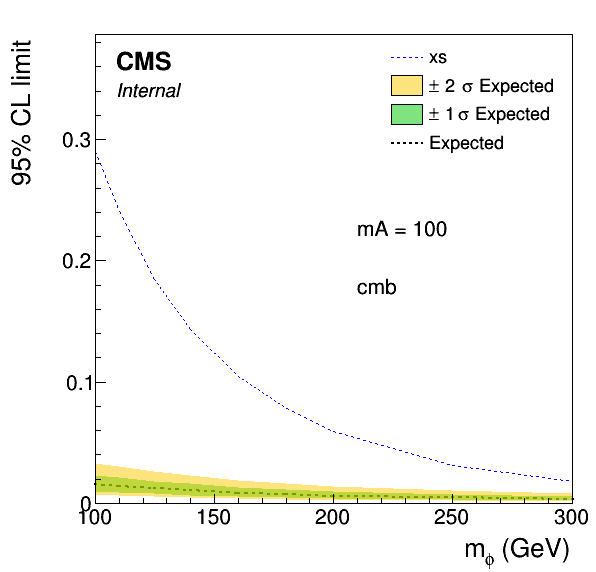 95% CL limit
CMS
Internal
xs
± 2 σ Expected
± 1 σ Expected
Expected
mA = 100
cmb
0.3
0.2
0.1
0
100 150 200 250 300
m_ϕ (GeV)